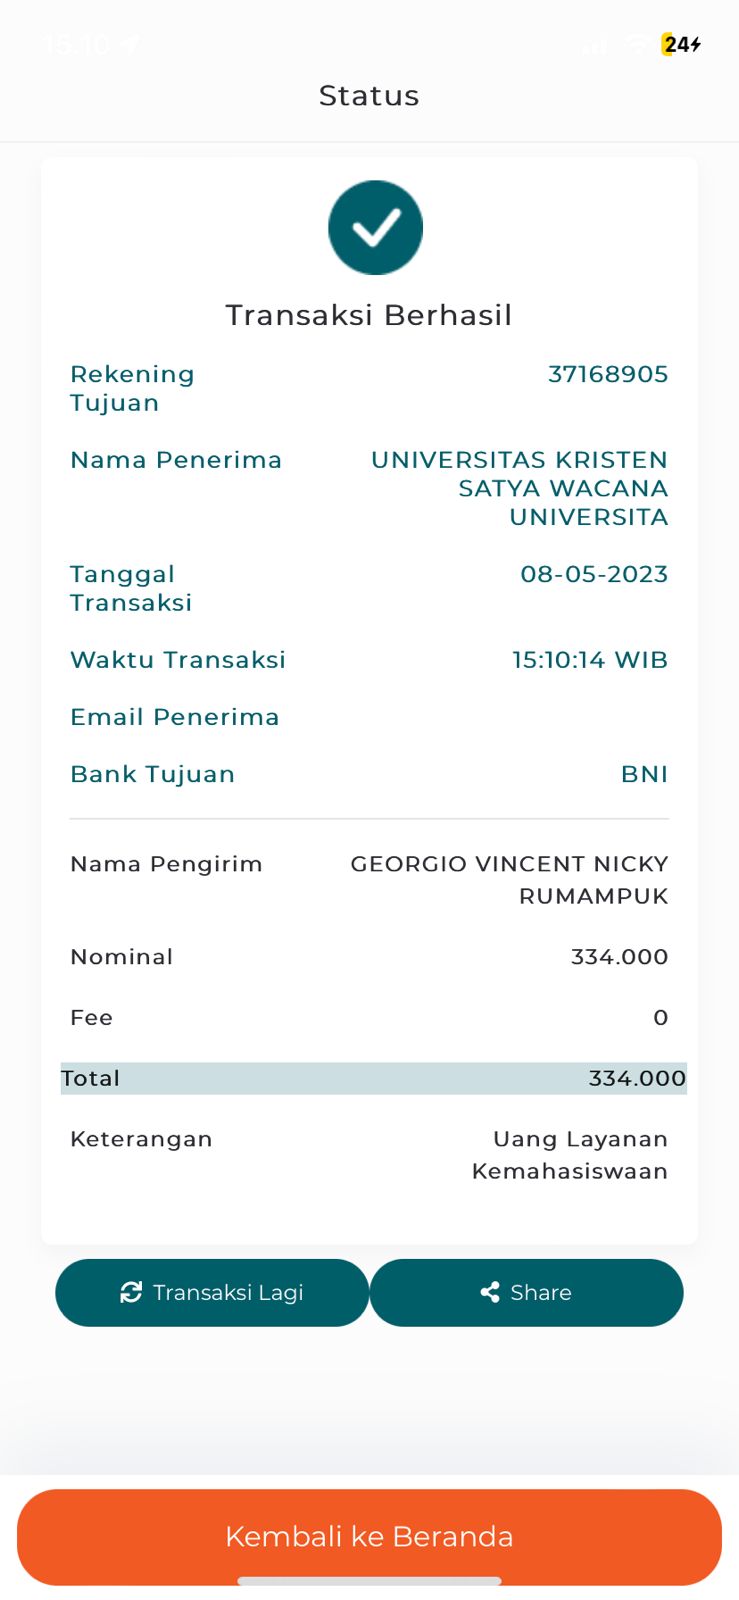 15:10
24
Status
Transaksi Berhasil
Rekening Tujuan 37168905
Nama Penerima UNIVERSITAS KRISTEN
SATYA WACANA
UNIVERSITA
Tanggal Transaksi 08-05-2023
Waktu Transaksi 15:10:14 WIB
Email Penerima
Bank Tujuan BNI
Nama Pengirim GEORGIO VINCENT NICKY
RUMAMPUK
Nominal 334.000
Fee 0
Total 334.000
Keterangan Uang Layanan
Kemahasiswaan
Transaksi Lagi Share
Kembali ke Beranda